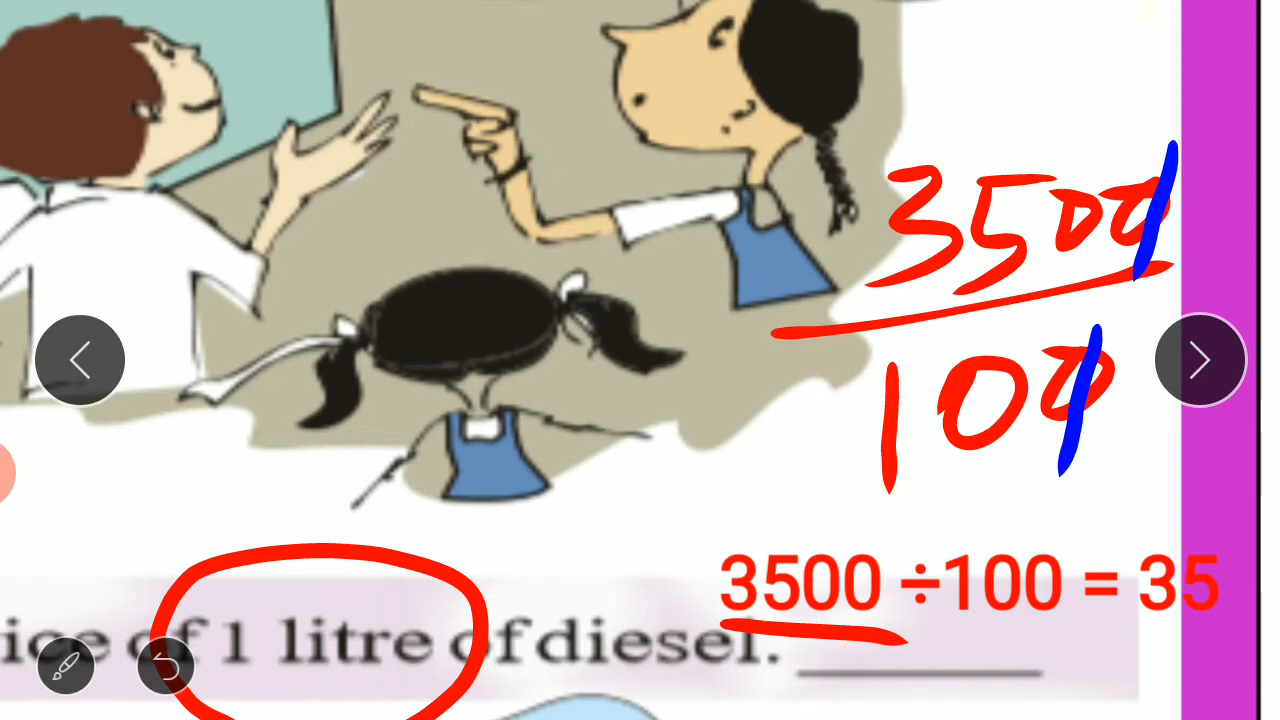 3500
100
3500 ÷100 = 35
ice of 1 litre of diesel.